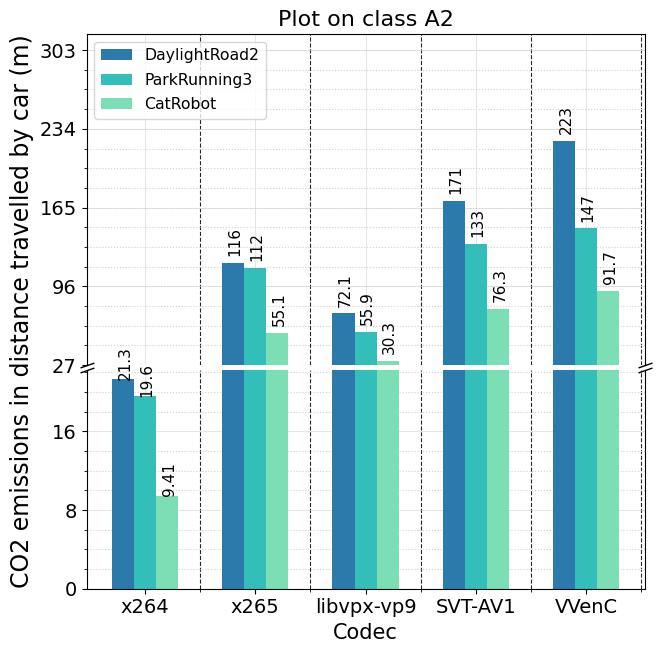 Plot on class A2
CO2 emissions in distance travelled by car (m)
303
234
165
96
27
16
8
0
DaylightRoad2
ParkRunning3
CatRobot
21.3
19.6
9.41
116
112
55.1
72.1
55.9
30.3
171
133
76.3
223
147
91.7
x264
x265
libvpx-vp9
SVT-AV1
VVenC
Codec